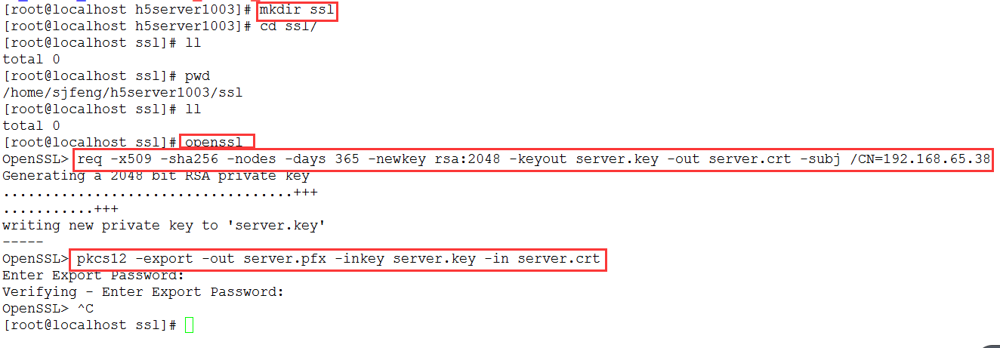 [root@localhost h5server1003]# mkdir ssl
[root@localhost h5server1003]# cd ssl/
[root@localhost ssl]# ll
total 0
[root@localhost ssl]# pwd
/home/sjfeng/h5server1003/ssl
[root@localhost ssl]# ll
total 0
[root@localhost ssl]# openssl
OpenSSL> req -x509 -sha256 -nodes -days 365 -newkey rsa:2048 -keyout server.key -out server.crt -subj /CN=192.168.65.38
Generating a 2048 bit RSA private key
...................................+++
...........+++
writing new private key to 'server.key'
-----
OpenSSL> pkcs12 -export -out server.pfx -inkey server.key -in server.crt
Enter Export Password:
Verifying - Enter Export Password:
OpenSSL> ^C
[root@localhost ssl]#